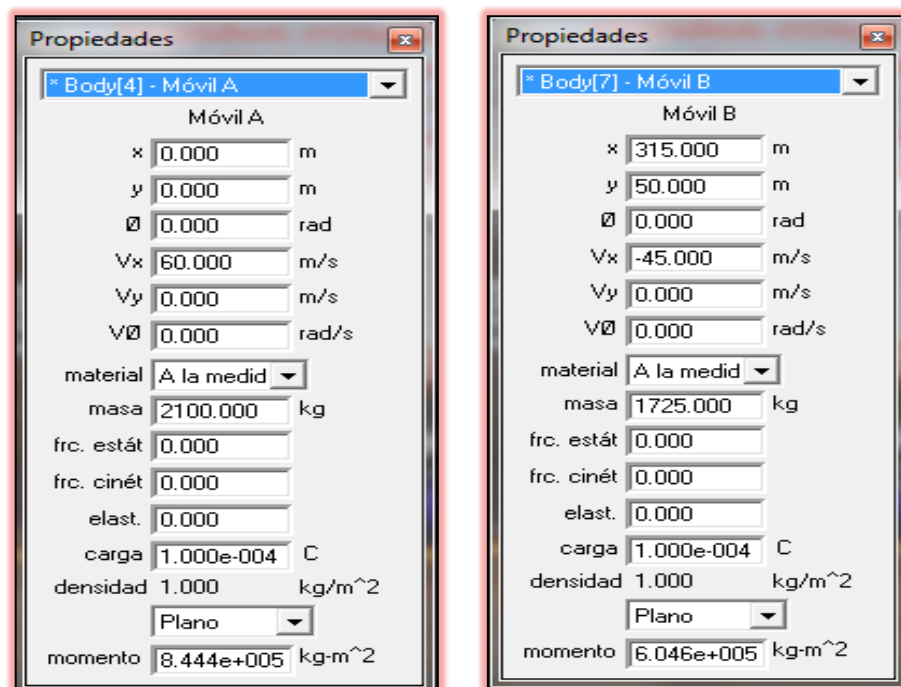 Propiedades
* Body[4] - Móvil A
Móvil A
x 0.000 m
y 0.000 m
Ø 0.000 rad
Vx 60.000 m/s
Vy 0.000 m/s
VØ 0.000 rad/s
material A la medid
masa 2100.000 kg
frc. estát 0.000
frc. cinét 0.000
elast. 0.000
carga 1.000e-004 C
densidad 1.000 kg/m^2
Plano
momento 8.444e+005 kg-m^2
Propiedades
* Body[7] - Móvil B
Móvil B
x 315.000 m
y 50.000 m
Ø 0.000 rad
Vx -45.000 m/s
Vy 0.000 m/s
VØ 0.000 rad/s
material A la medid
masa 1725.000 kg
frc. estát 0.000
frc. cinét 0.000
elast. 0.000
carga 1.000e-004 C
densidad 1.000 kg/m^2
Plano
momento 6.046e+005 kg-m^2